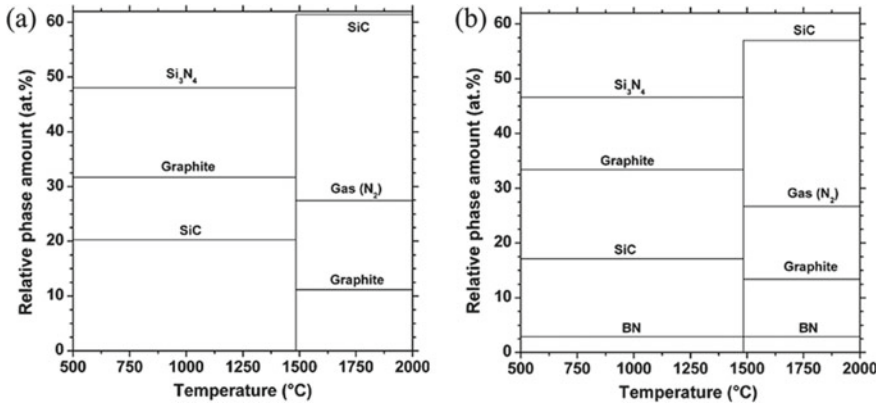 (a)
Relative phase amount (at.%)
60
50
40
30
20
10
0
SiC
Si₃N₄
Graphite
Gas (N₂)
SiC
Graphite
500 750 1000 1250 1500 1750 2000
Temperature (°C)
(b)
Relative phase amount (at.%)
60
50
40
30
20
10
0
SiC
Si₃N₄
Graphite
Gas (N₂)
SiC
Graphite
BN BN
500 750 1000 1250 1500 1750 2000
Temperature (°C)